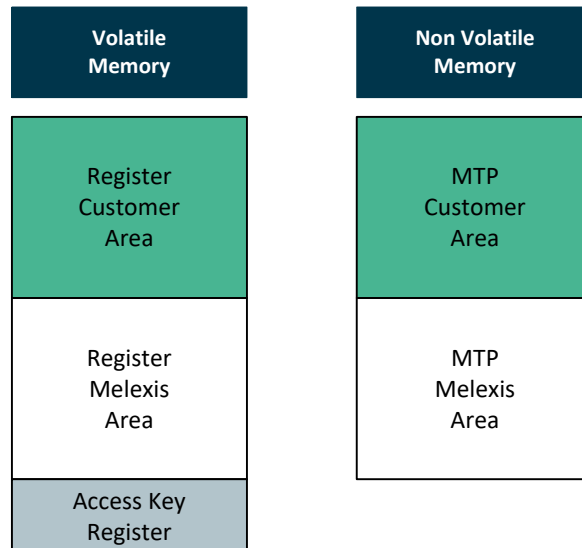 Volatile
Memory
Non Volatile
Memory
Register
Customer
Area
MTP
Customer
Area
Register
Melexis
Area
MTP
Melexis
Area
Access Key
Register